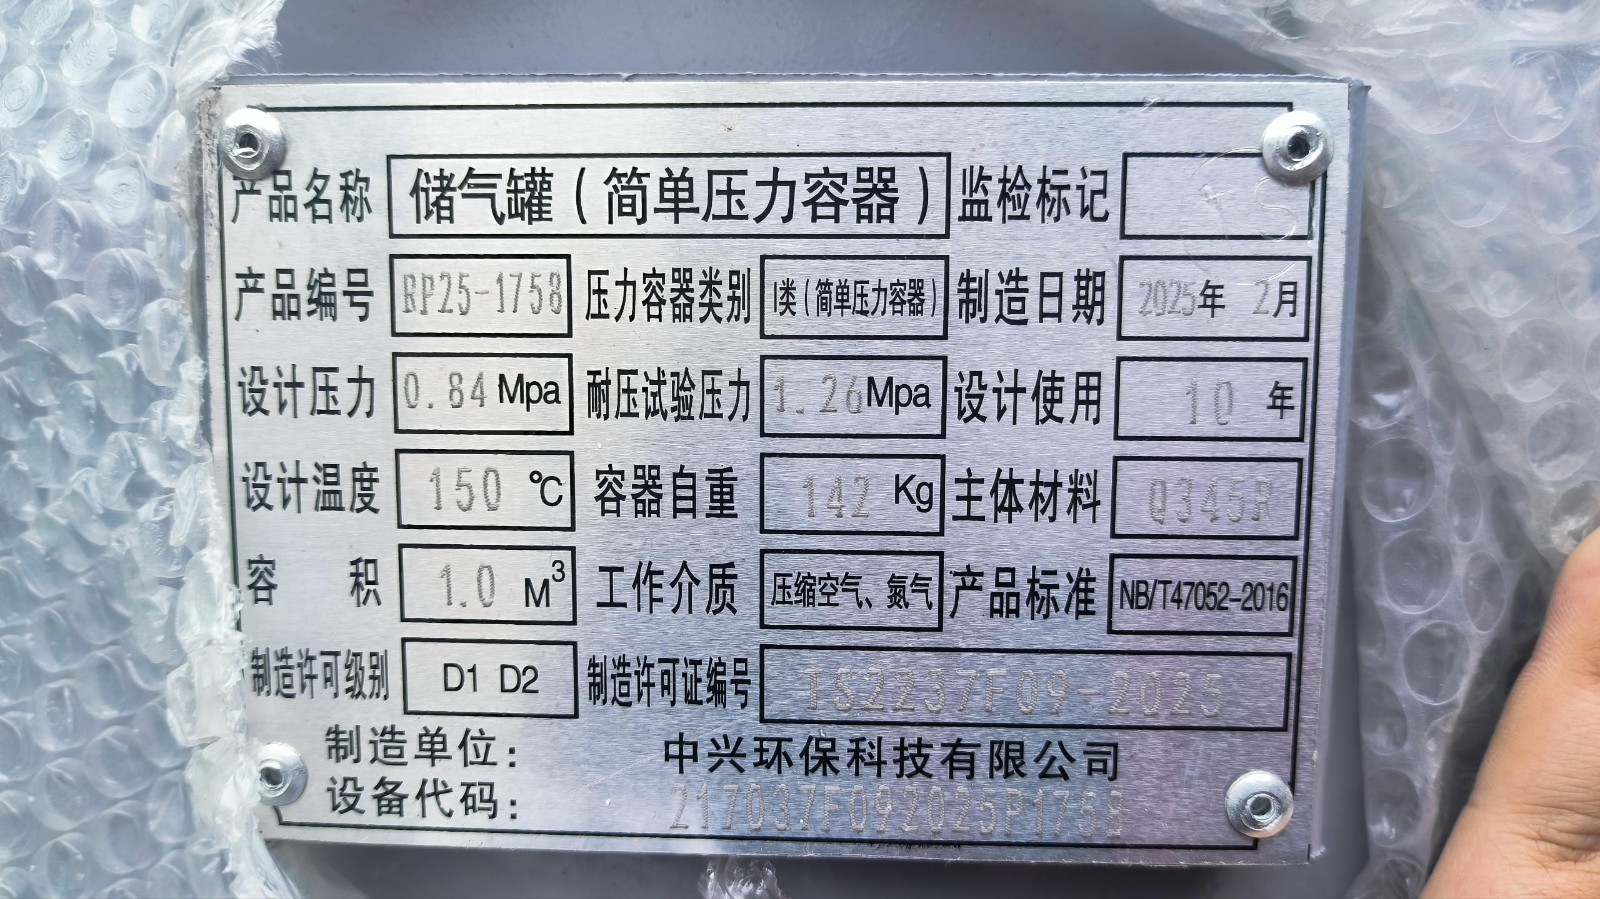 产品名称 储气罐（简单压力容器） 监检标记
产品编号 RP25-1758 压力容器类别 I类（简单压力容器） 制造日期 2025年 2月
设计压力 0.84 Mpa 耐压试验压力 1.26 Mpa 设计使用 10 年
设计温度 150 ℃ 容器自重 142 Kg 主体材料 Q345R
容 积 1.0 M³ 工作介质 压缩空气、氮气 产品标准 NB/T47052-2016
制造许可级别 D1 D2 制造许可证编号 TS2237F09-2025
制造单位： 中兴环保科技有限公司
设备代码： 217037F092025P1758